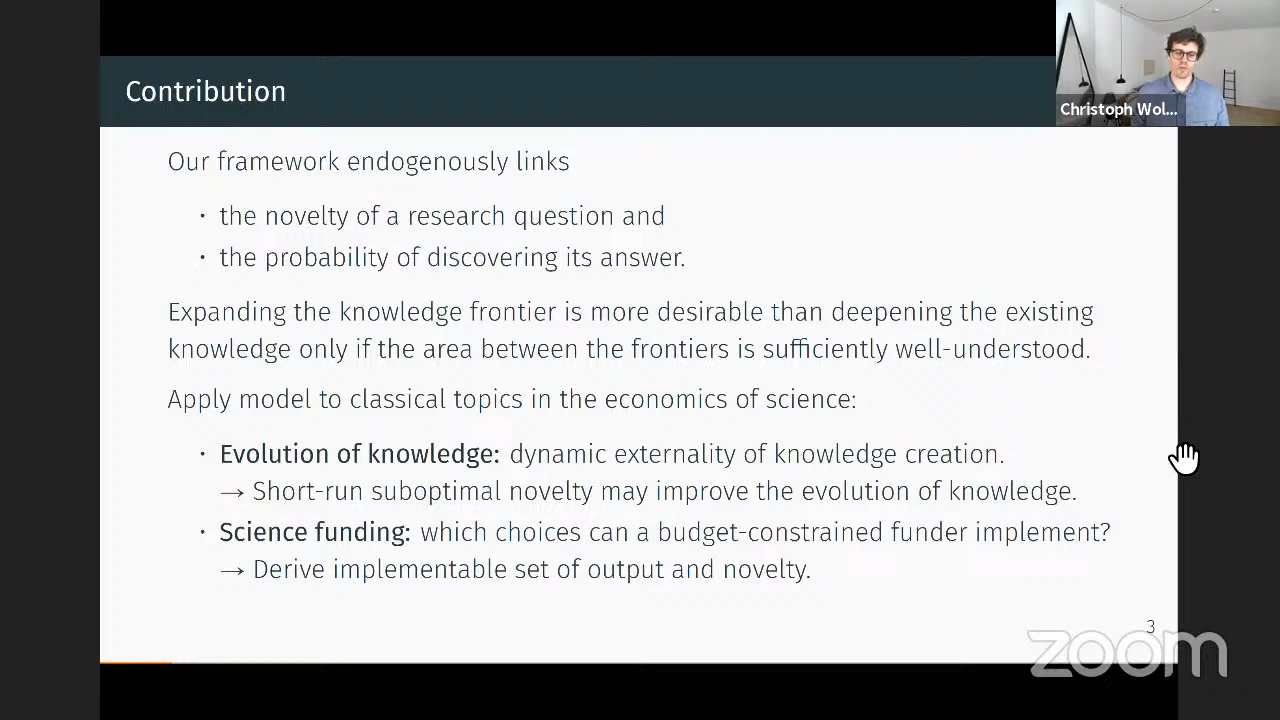 Contribution
Christoph Wol...
Our framework endogenously links
· the novelty of a research question and
· the probability of discovering its answer.
Expanding the knowledge frontier is more desirable than deepening the existing
knowledge only if the area between the frontiers is sufficiently well-understood.
Apply model to classical topics in the economics of science:
· Evolution of knowledge: dynamic externality of knowledge creation.
→ Short-run suboptimal novelty may improve the evolution of knowledge.
· Science funding: which choices can a budget-constrained funder implement?
→ Derive implementable set of output and novelty.
3
zoom